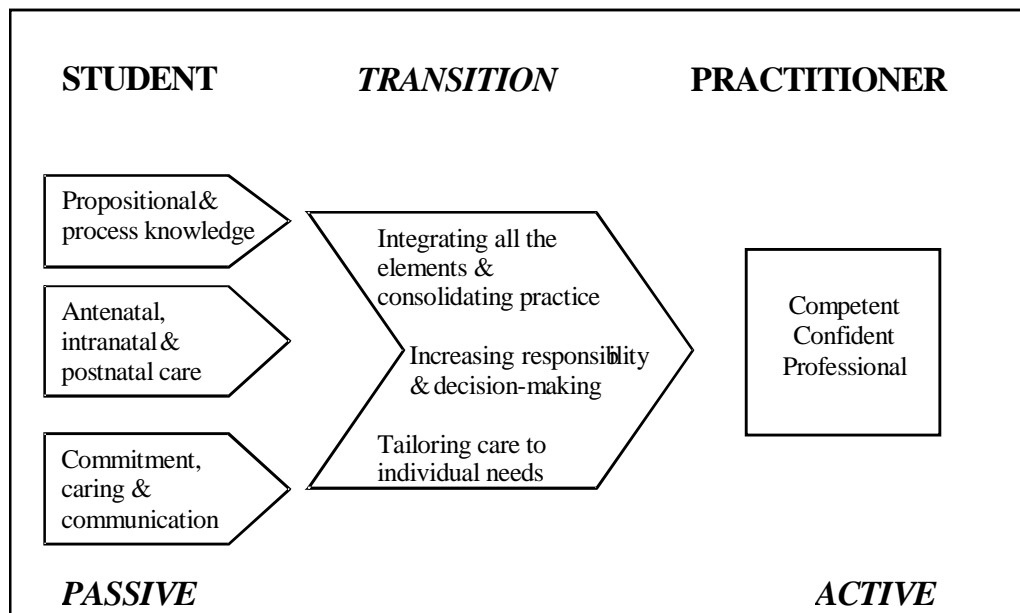 STUDENT TRANSITION PRACTITIONER
Propositional &
process knowledge
Antenatal,
intranatal &
postnatal care
Commitment,
caring &
communication
Integrating all the
elements &
consolidating practice
Increasing responsibility
& decision-making
Tailoring care to
individual needs
Competent
Confident
Professional
PASSIVE ACTIVE